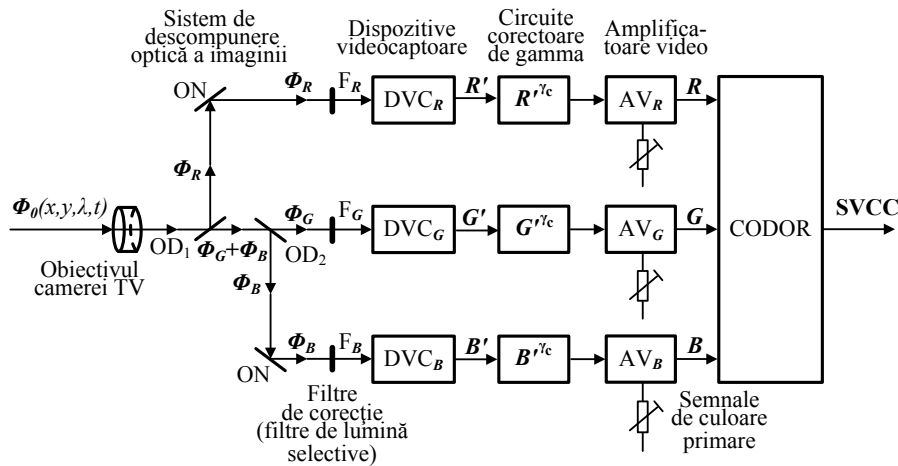 Sistem de
descompunere
optică a imaginii
Dispozitive
videocaptoare
Circuite
corectoare
de gamma
Amplifica-
toare video
ON
Φ_R
F_R
DVC_R
R'
R'^γc
AV_R
R
Φ_R
Φ_0(x,y,λ,t)
OD_1
Φ_G+Φ_B
OD_2
Φ_G
F_G
DVC_G
G'
G'^γc
AV_G
G
CODOR
SVCC
Obiectivul
camerei TV
Φ_B
ON
Φ_B
F_B
DVC_B
B'
B'^γc
AV_B
B
Filtre
de corecție
(filtre de lumină
selective)
Semnale
de culoare
primare